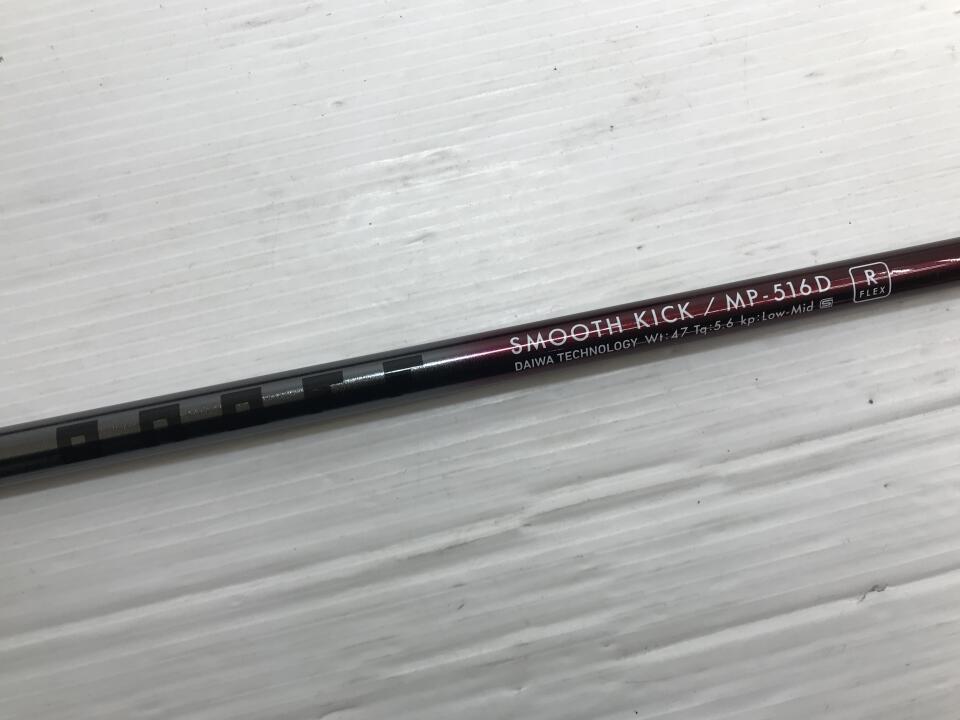 SMOOTH KICK / MP-516D
DAIWA TECHNOLOGY Wt:47 Tq:5.6 kp:Low-Mid S
R
FLEX